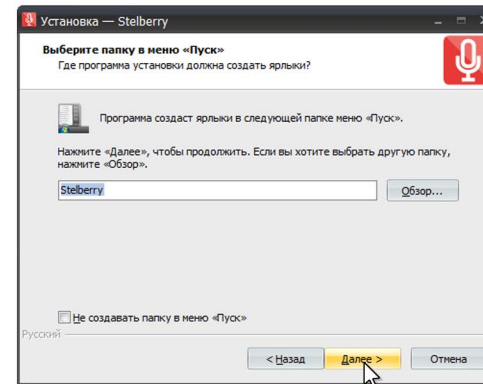 Установка — Stelberry
Выберите папку в меню «Пуск»
Где программа установки должна создать ярлыки?
Программа создаст ярлыки в следующей папке меню «Пуск».
Нажмите «Далее», чтобы продолжить. Если вы хотите выбрать другую папку,
нажмите «Обзор».
Stelberry
Обзор...
Не создавать папку в меню «Пуск»
Русский
< Назад
Далее >
Отмена